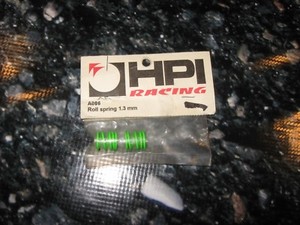 HPI
RACING
A088
Roll spring 1.3 mm